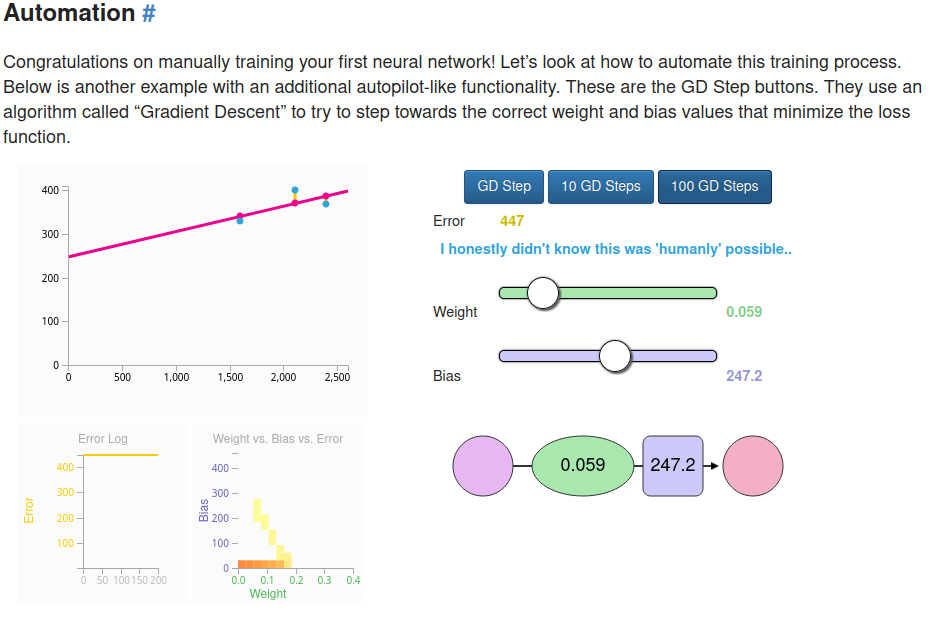 Automation #
Congratulations on manually training your first neural network! Let’s look at how to automate this training process.
Below is another example with an additional autopilot-like functionality. These are the GD Step buttons. They use an
algorithm called “Gradient Descent” to try to step towards the correct weight and bias values that minimize the loss
function.
400
300
200
100
0
0 500 1,000 1,500 2,000 2,500
GD Step 10 GD Steps 100 GD Steps
Error 447
I honestly didn't know this was 'humanly' possible..
Weight 0.059
Bias 247.2
0.059 247.2
Error Log
Error
400
300
200
100
0 50 100 150 200
Weight vs. Bias vs. Error
Bias
400
300
200
100
0
0.0 0.1 0.2 0.3 0.4
Weight